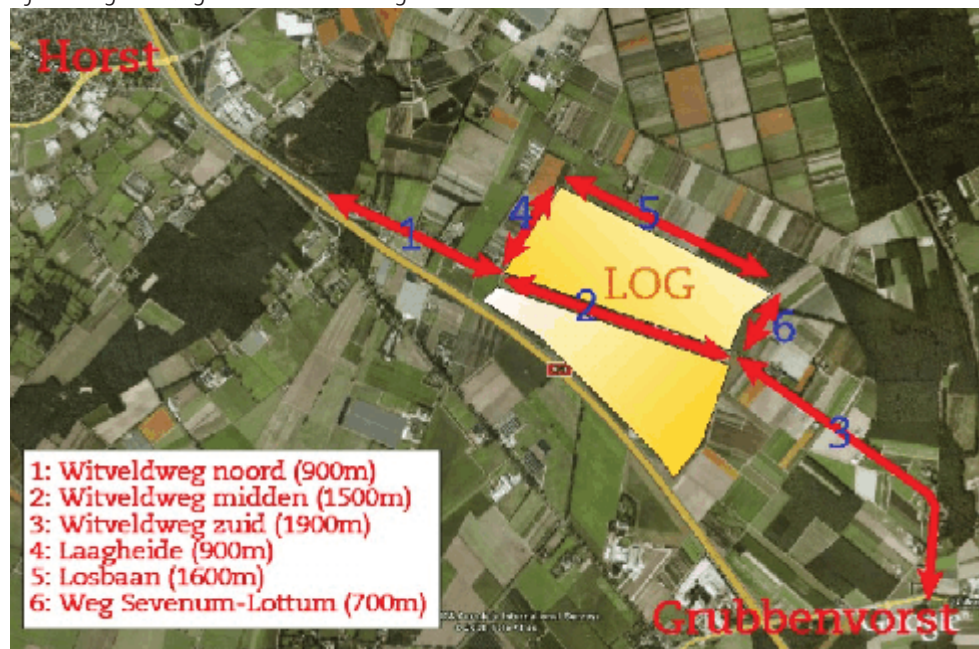 Horst
4
5
1
LOG
2
6
3
1: Witveldweg noord (900m)
2: Witveldweg midden (1500m)
3: Witveldweg zuid (1900m)
4: Laagheide (900m)
5: Losbaan (1600m)
6: Weg Sevenum-Lottum (700m)
Grubbenvorst